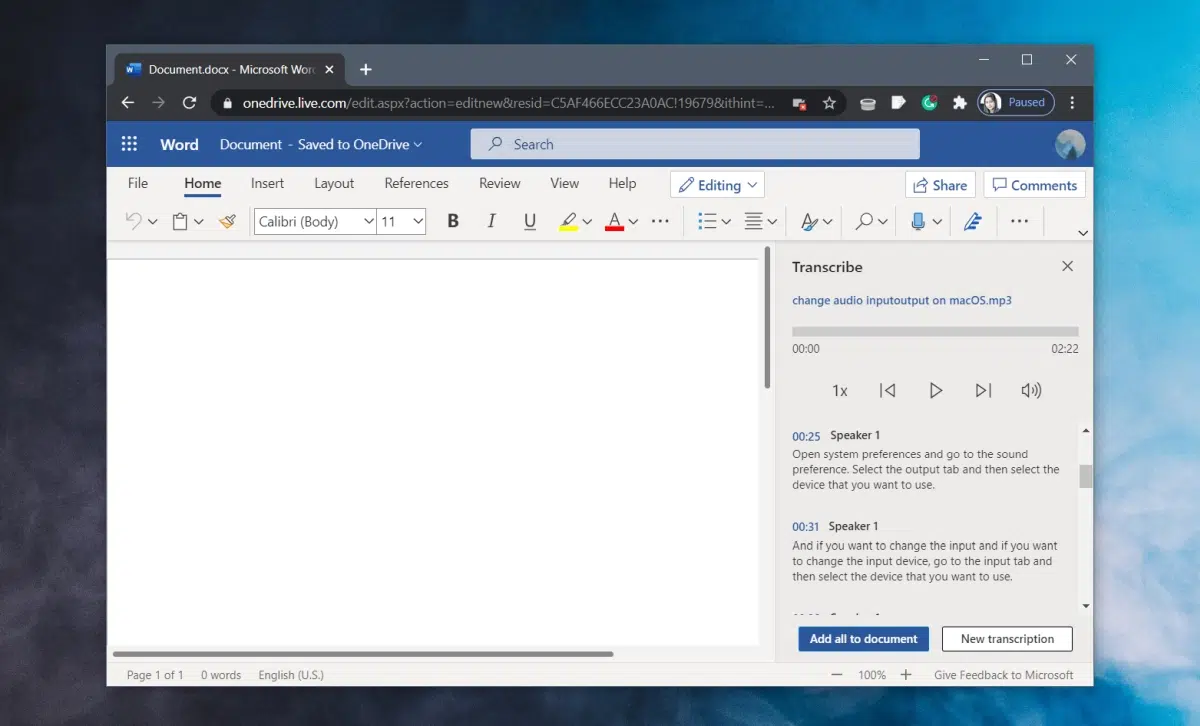 Document.docx - Microsoft Wor
onedrive.live.com/edit.aspx?action=editnew&resid=C5AF466ECC23A0AC!19679&ithint=...
Paused
Word
Document - Saved to OneDrive
Search
File Home Insert Layout References Review View Help Editing Share Comments
Calibri (Body) 11 B I U A
Transcribe
change audio inputoutput on macOS.mp3
00:00 02:22
1x
00:25 Speaker 1
Open system preferences and go to the sound
preference. Select the output tab and then select the
device that you want to use.
00:31 Speaker 1
And if you want to change the input and if you want
to change the input device, go to the input tab and
then select the device that you want to use.
Add all to document New transcription
Page 1 of 1 0 words English (U.S.) 100% Give Feedback to Microsoft